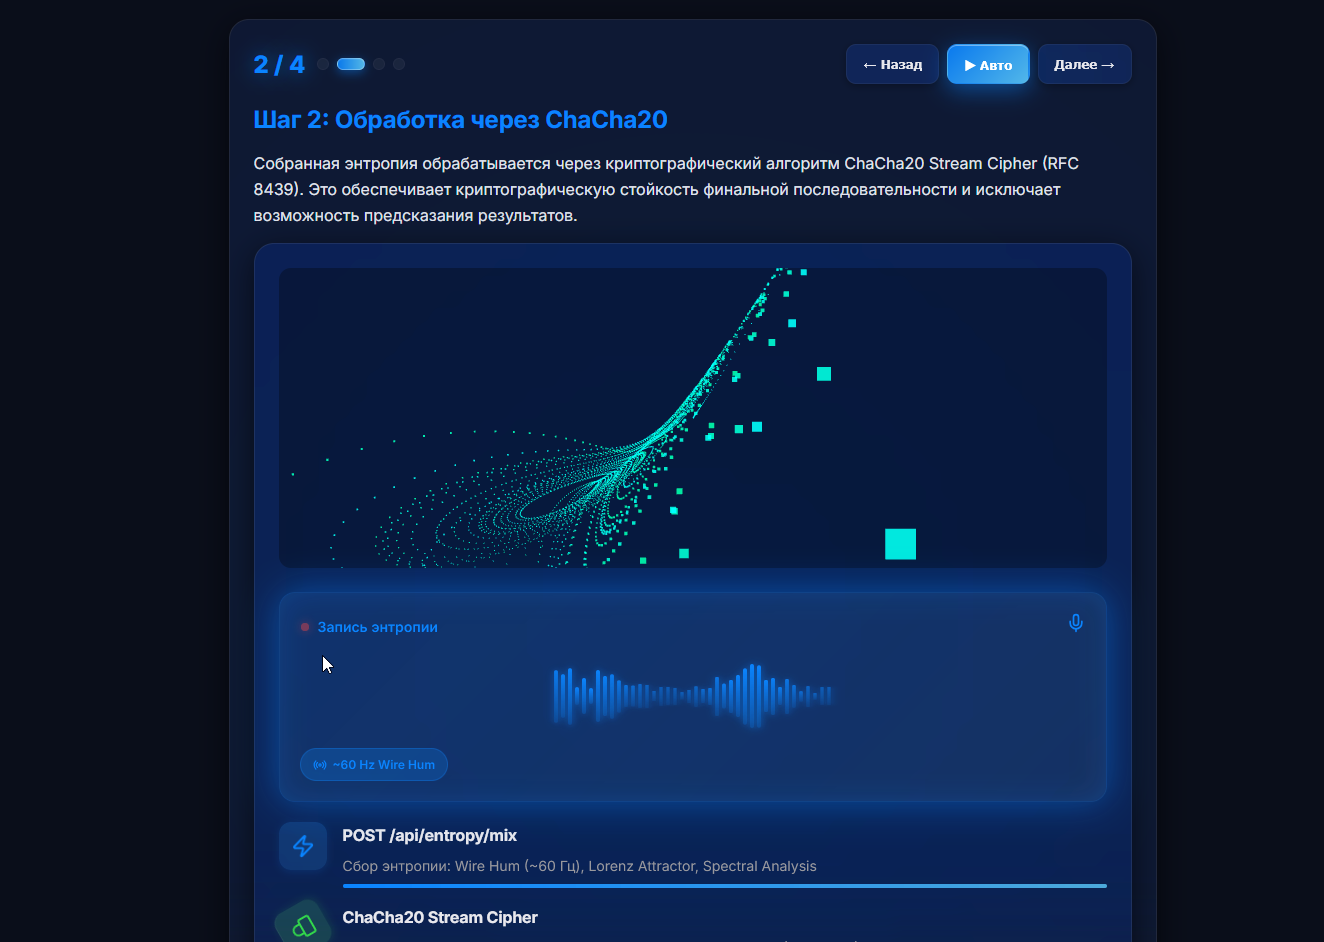 2 / 4
← Назад
▶ Авто
Далее →
Шаг 2: Обработка через ChaCha20
Собранная энтропия обрабатывается через криптографический алгоритм ChaCha20 Stream Cipher (RFC
8439). Это обеспечивает криптографическую стойкость финальной последовательности и исключает
возможность предсказания результатов.
Запись энтропии
~60 Hz Wire Hum
POST /api/entropy/mix
Сбор энтропии: Wire Hum (~60 Гц), Lorenz Attractor, Spectral Analysis
ChaCha20 Stream Cipher